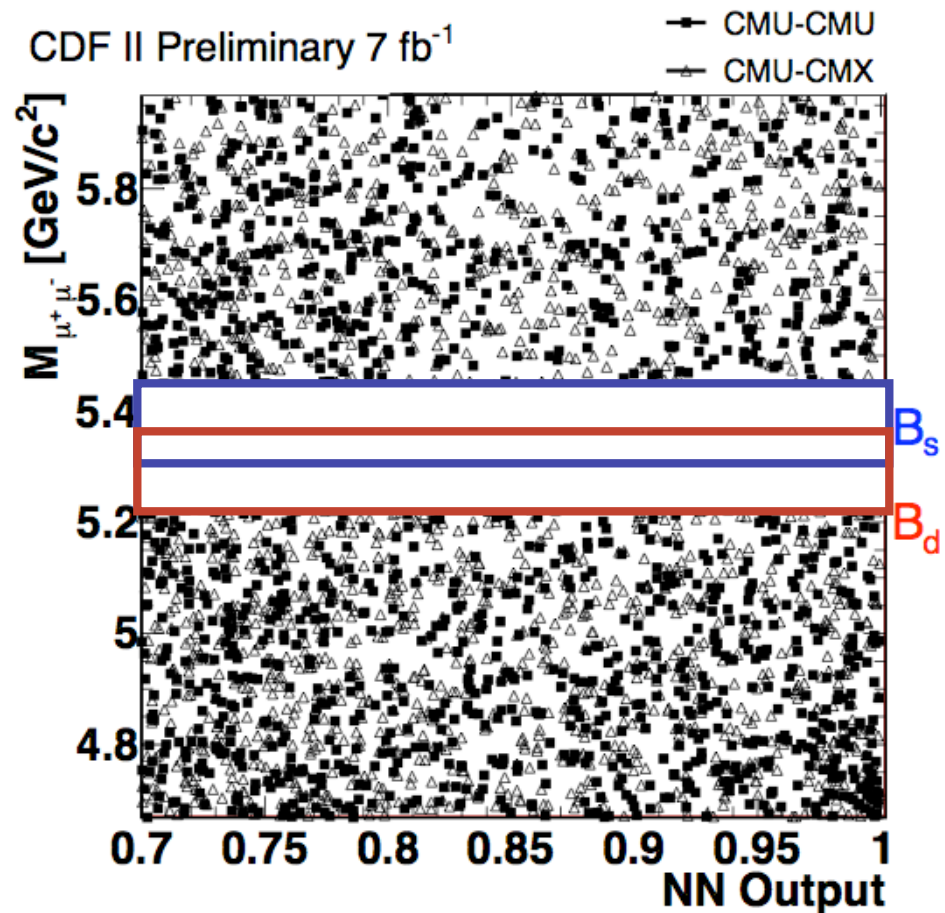 CDF II Preliminary 7 fb⁻¹
CMU-CMU
CMU-CMX
M μ⁺ μ⁻ [GeV/c²]
5.8
5.6
5.4
5.2
5
4.8
Bₛ
B_d
0.7 0.75 0.8 0.85 0.9 0.95 1
NN Output